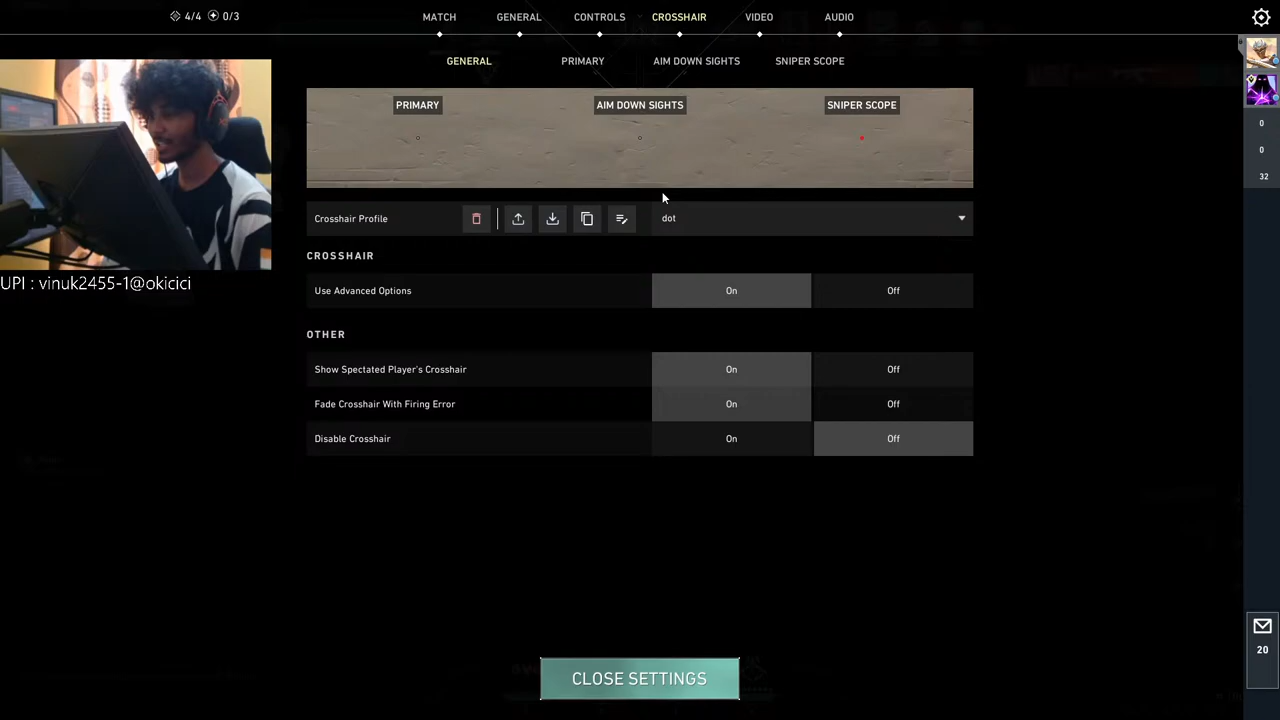 4/4 0/3
MATCH GENERAL CONTROLS CROSSHAIR VIDEO AUDIO
GENERAL PRIMARY AIM DOWN SIGHTS SNIPER SCOPE
PRIMARY AIM DOWN SIGHTS SNIPER SCOPE
Crosshair Profile dot
CROSSHAIR
Use Advanced Options On Off
OTHER
Show Spectated Player's Crosshair On Off
Fade Crosshair With Firing Error On Off
Disable Crosshair On Off
CLOSE SETTINGS
UPI : vinuk2455-1@okicici
0
0
32
20